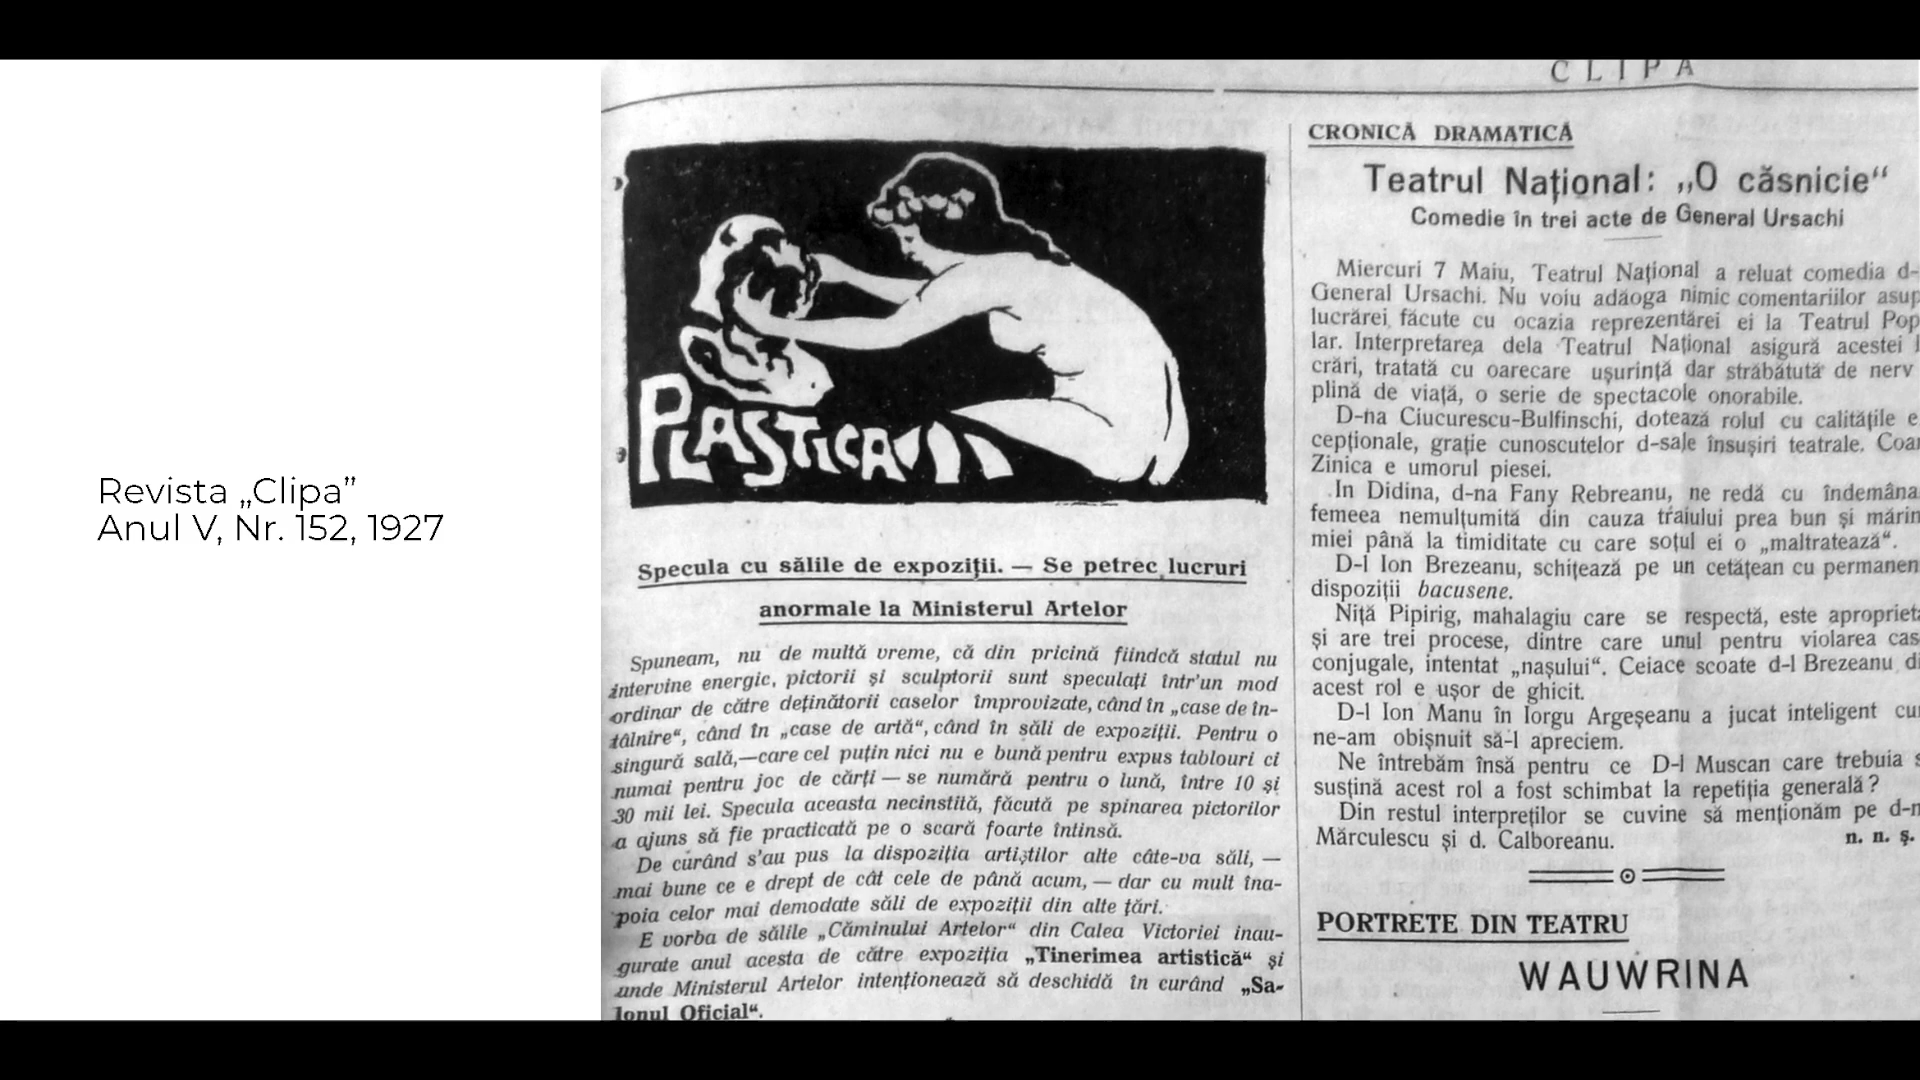 Revista „Clipa”
Anul V, Nr. 152, 1927
CLIPA
PLASTICA
Specula cu sălile de expoziții. — Se petrec lucruri
anormale la Ministerul Artelor
Spuneam, nu de multă vreme, că din pricină fiindcă statul nu
intervine energic, pictorii și sculptorii sunt speculați într'un mod
ordinar de către deținătorii caselor improvizate, când în „case de în-
tâlnire“, când în „case de artă“, când în săli de expoziții. Pentru o
singură sală,—care cel puțin nici nu e bună pentru expus tablouri ci
numai pentru joc de cărți — se numără pentru o lună, între 10 și
30 mii lei. Specula aceasta necinstită, făcută pe spinarea pictorilor
a ajuns să fie practicată pe o scară foarte întinsă.
De curând s'au pus la dispoziția artiștilor alte câte-va săli, —
mai bune ce e drept de cât cele de până acum, — dar cu mult îna-
poia celor mai demodate săli de expoziții din alte țări.
E vorba de sălile „Căminului Artelor“ din Calea Victoriei inau-
gurate anul acesta de către expoziția „Tinerimea artistică“ și
unde Ministerul Artelor intenționează să deschidă în curând „Sa-
lonul Oficial“.
CRONICĂ DRAMATICĂ
Teatrul Național: „O căsnicie“
Comedie în trei acte de General Ursachi
Miercuri 7 Maiu, Teatrul Național a reluat comedia d-
General Ursachi. Nu voiu adăoga nimic comentariilor asup
lucrărei făcute cu ocazia reprezentărei ei la Teatrul Pop
lar. Interpretarea dela Teatrul Național asigură acestei l
crări, tratată cu oarecare ușurință dar străbătută de nerv
plină de viață, o serie de spectacole onorabile.
D-na Ciucurescu-Bulfinschi, dotează rolul cu calitățile e
cepționale, grație cunoscutelor d-sale însușiri teatrale. Coan
Zinica e umorul piesei.
In Didina, d-na Fany Rebreanu, ne redă cu îndemâna
femeea nemulțumită din cauza traiului prea bun și mărin
miei până la timiditate cu care soțul ei o „maltratează“.
D-l Ion Brezeanu, schițează pe un cetățean cu permanen
dispoziții bacusene.
Niță Pipirig, mahalagiu care se respectă, este apropriet
și are trei procese, dintre care unul pentru violarea cas
conjugale, intentat „nașului“. Ceiace scoate d-l Brezeanu di
acest rol e ușor de ghicit.
D-l Ion Manu în Iorgu Argeșeanu a jucat inteligent cum
ne-am obișnuit să-l apreciem.
Ne întrebăm însă pentru ce D-l Muscan care trebuia s
susțină acest rol a fost schimbat la repetiția generală ?
Din restul interpreților se cuvine să menționăm pe d-n
Mărculescu și d. Calboreanu. n. n. ș.
PORTRETE DIN TEATRU
WAUWRINA